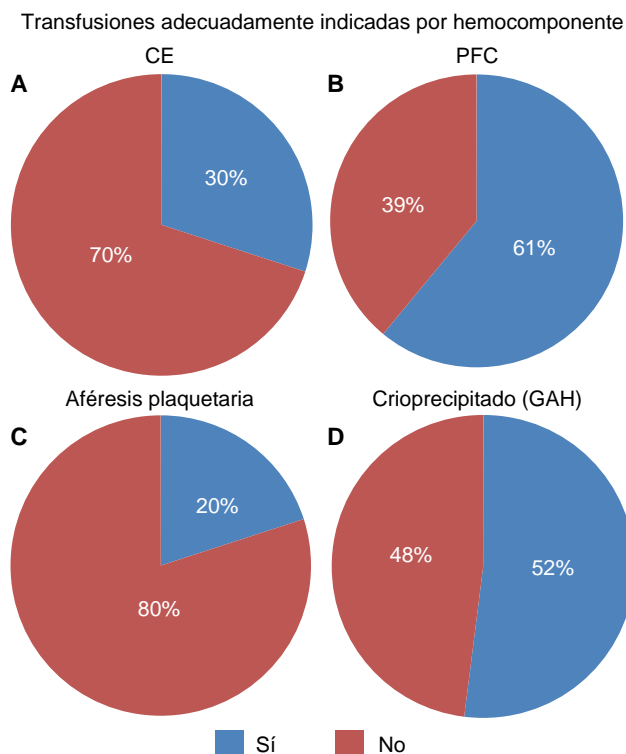 Transfusiones adecuadamente indicadas por hemocomponente
CE
PFC
A
B
30%
70%
39%
61%
Aféresis plaquetaria
Crioprecipitado (GAH)
C
D
20%
80%
48%
52%
Sí
No